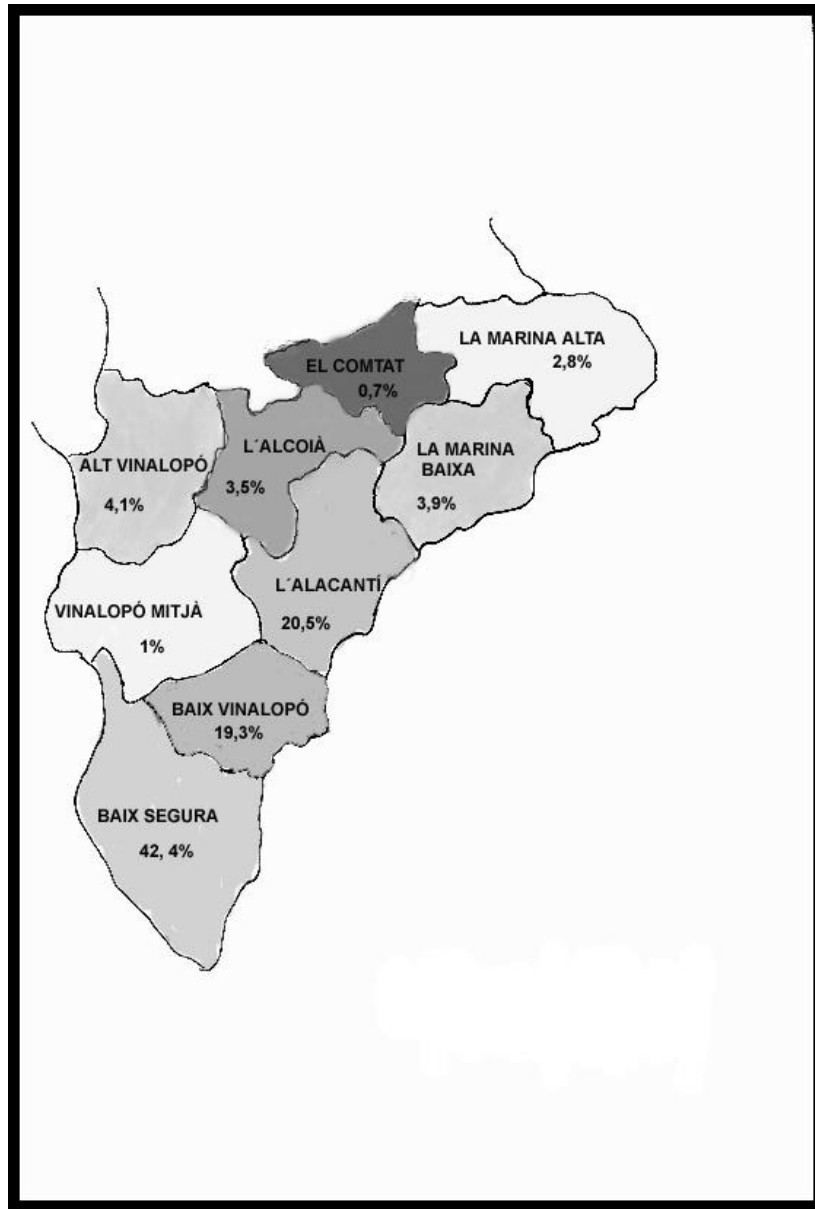 LA MARINA ALTA
2,8%
EL COMTAT
0,7%
L´ALCOIÀ
3,5%
LA MARINA
BAIXA
3,9%
ALT VINALOPÓ
4,1%
L´ALACANTÍ
20,5%
VINALOPÓ MITJÀ
1%
BAIX VINALOPÓ
19,3%
BAIX SEGURA
42, 4%